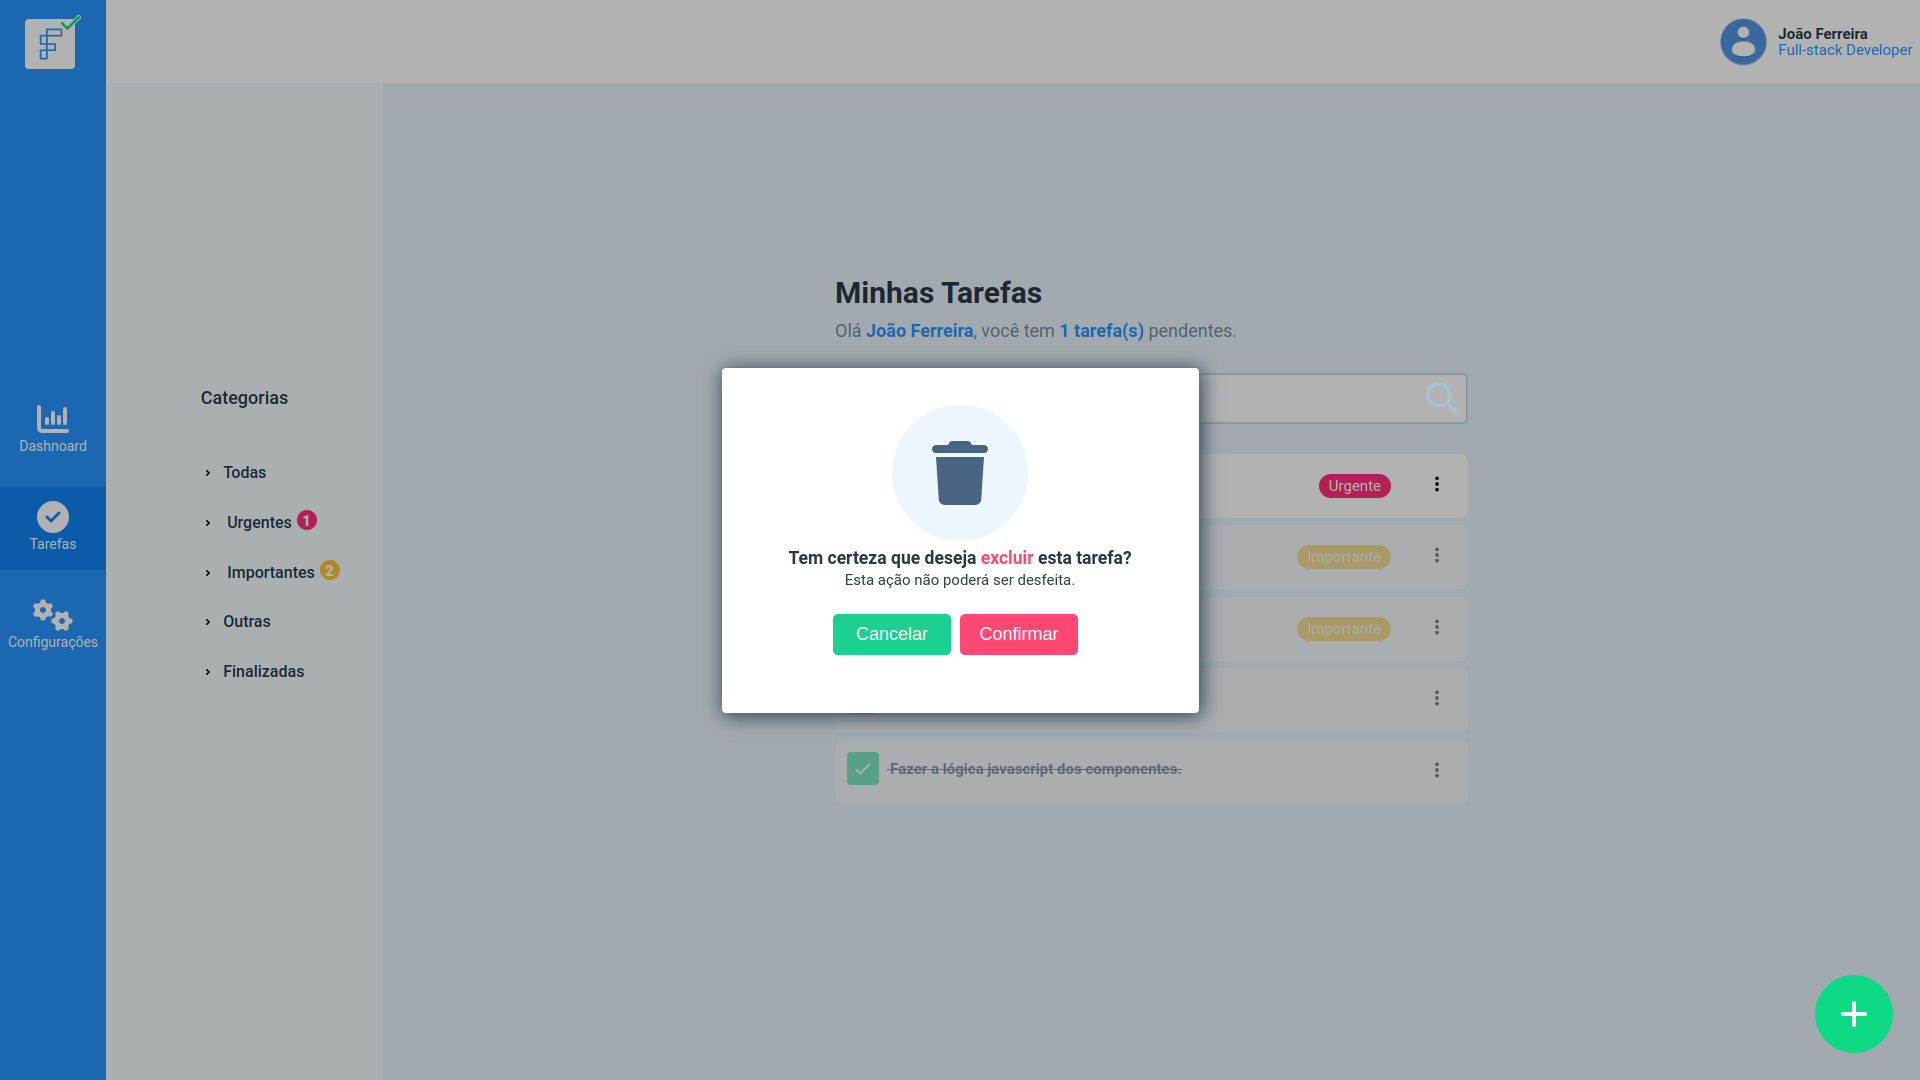 João Ferreira
Full-stack Developer
Dashnoard
Tarefas
Configurações
Categorias
Todas
Urgentes 1
Importantes 2
Outras
Finalizadas
Minhas Tarefas
Olá João Ferreira, você tem 1 tarefa(s) pendentes.
Urgente
Importante
Importante
Fazer a lógica javascript dos componentes.
Tem certeza que deseja excluir esta tarefa?
Esta ação não poderá ser desfeita.
Cancelar
Confirmar